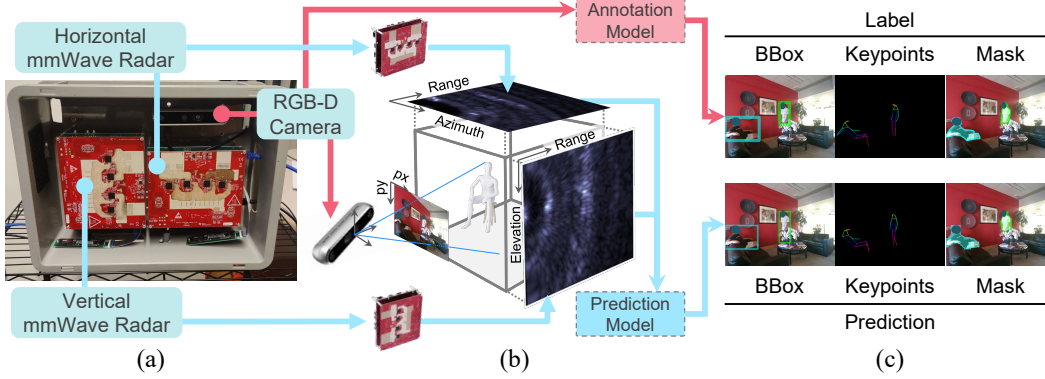 Horizontal
mmWave Radar
RGB-D
Camera
Vertical
mmWave Radar
(a)
Range
Azimuth
Range
Elevation
px
py
(b)
Annotation
Model
Prediction
Model
Label
BBox Keypoints Mask
BBox Keypoints Mask
Prediction
(c)